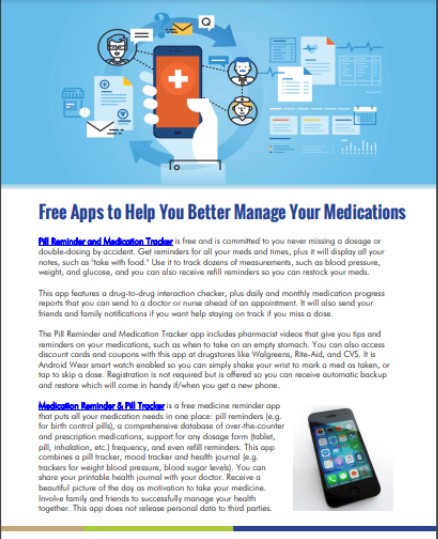 Free Apps to Help You Better Manage Your Medications
Pill Reminder and Medication Tracker is free and is committed to you never missing a dosage or
double-dosing by accident. Get reminders for all your meds and times, plus it will display all your
notes, such as "take with food." Use it to track dozens of measurements, such as blood pressure,
weight, and glucose, and you can also receive refill reminders so you can restock your meds.
This app features a drug-to-drug interaction checker, plus daily and monthly medication progress
reports that you can send to a doctor or nurse ahead of an appointment. It will also send your
friends and family notifications if you want help staying on track if you miss a dose.
The Pill Reminder and Medication Tracker app includes pharmacist videos that give you tips and
reminders on your medications, such as when to take on an empty stomach. You can also access
discount cards and coupons with this app at drugstores like Walgreens, Rite-Aid, and CVS. It is
Android Wear smart watch enabled so you can simply shake your wrist to mark a med as taken, or
tap to skip a dose. Registration is not required but is offered so you can receive automatic backup
and restore which will come in handy if/when you get a new phone.
Medication Reminder & Pill Tracker is a free medicine reminder app
that puts all your medication needs in one place: pill reminders (e.g.
for birth control pills), a comprehensive database of over-the-counter
and prescription medications, support for any dosage form (tablet,
pill, inhalation, etc.) frequency, and even refill reminders. This app
combines a pill tracker, mood tracker and health journal (e.g.
trackers for weight blood pressure, blood sugar levels). You can
share your printable health journal with your doctor. Receive a
beautiful picture of the day as motivation to take your medicine.
Involve family and friends to successfully manage your health
together. This app does not release personal data to third parties.